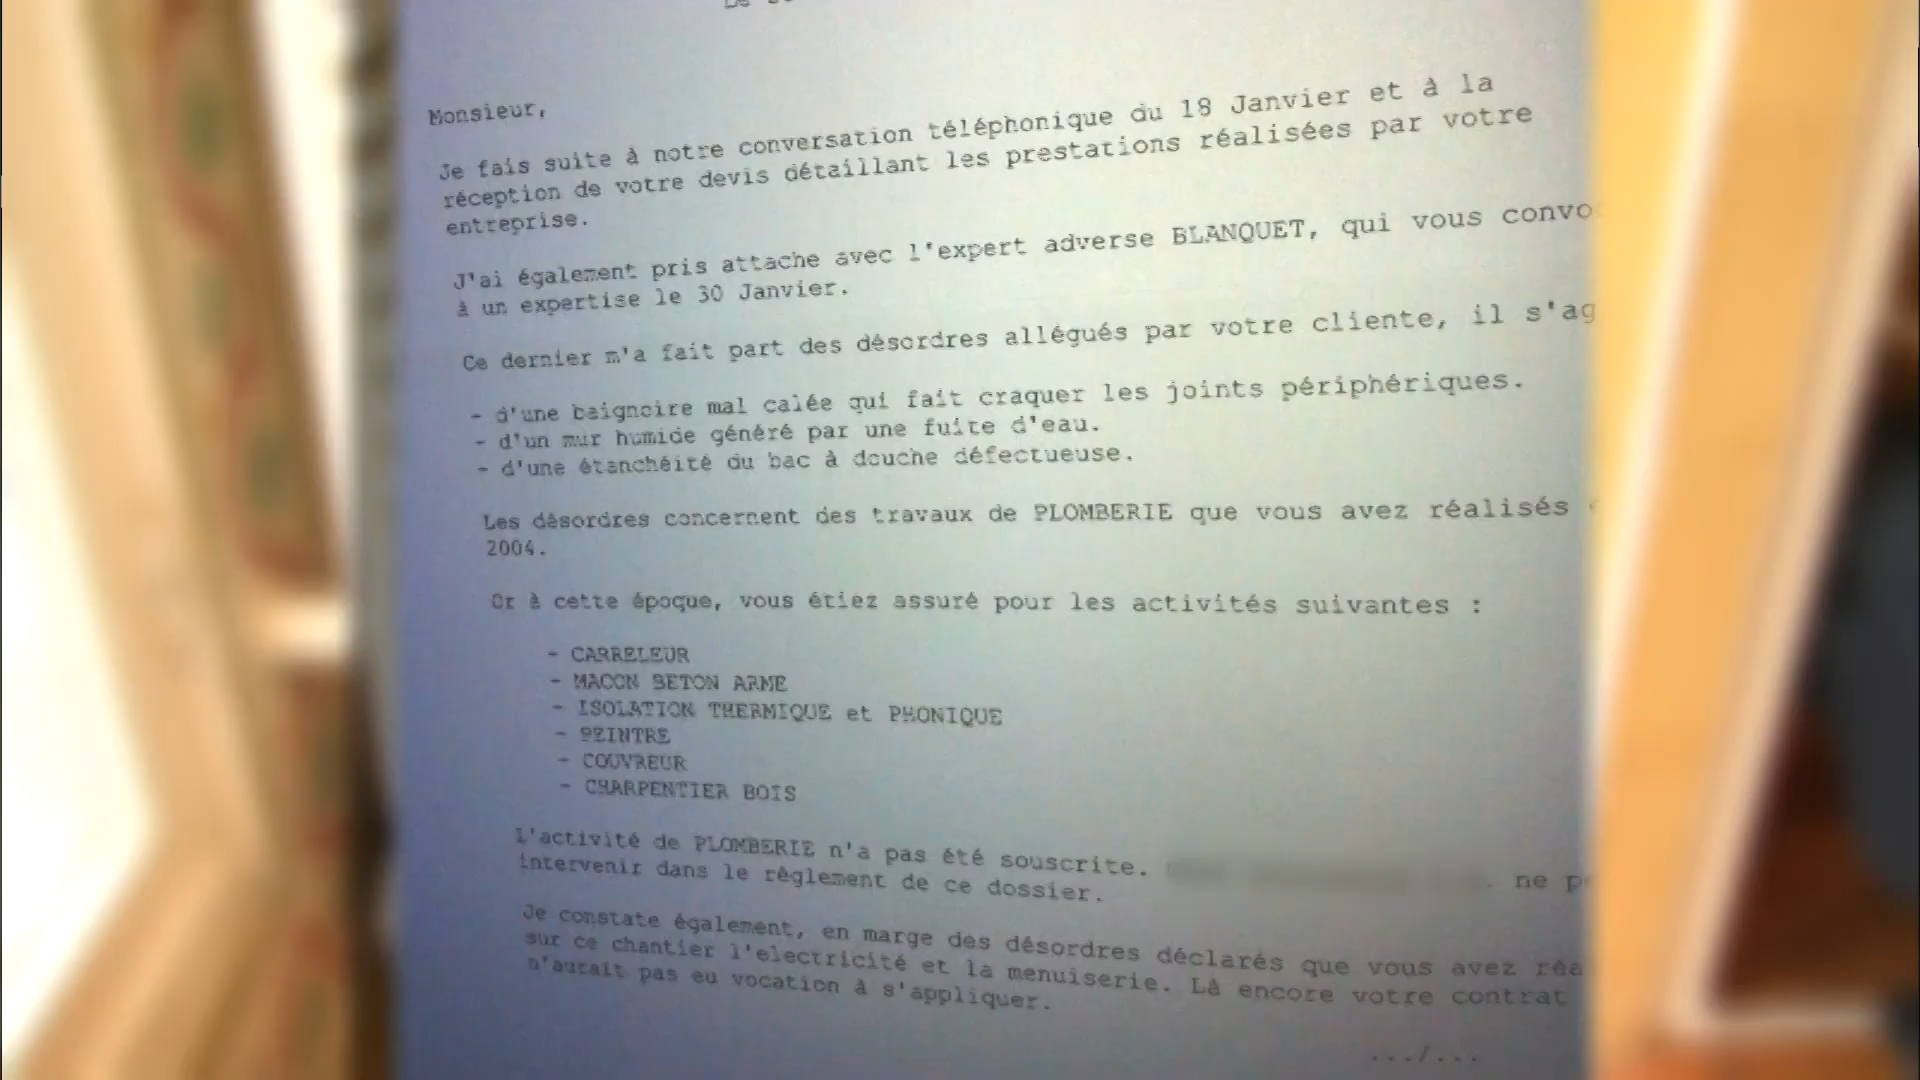 Monsieur,
Je fais suite à notre conversation téléphonique du 18 Janvier et à la
réception de votre devis détaillant les prestations réalisées par votre
entreprise.
J'ai également pris attache avec l'expert adverse BLANQUET, qui vous convo
à un expertise le 30 Janvier.
Ce dernier m'a fait part des désordres allégués par votre cliente, il s'ag
- d'une baignoire mal calée qui fait craquer les joints périphériques.
- d'un mur humide généré par une fuite d'eau.
- d'une étanchéité du bac à douche défectueuse.
Les désordres concernent des travaux de PLOMBERIE que vous avez réalisés
2004.
Or à cette époque, vous étiez assuré pour les activités suivantes :
- CARRELEUR
- MACON BETON ARME
- ISOLATION THERMIQUE et PHONIQUE
- PEINTRE
- COUVREUR
- CHARPENTIER BOIS
L'activité de PLOMBERIE n'a pas été souscrite. ne p
intervenir dans le règlement de ce dossier.
Je constate également, en marge des désordres déclarés que vous avez réa
sur ce chantier l'electricité et la menuiserie. Là encore votre contrat
n'aurait pas eu vocation à s'appliquer.
.../...